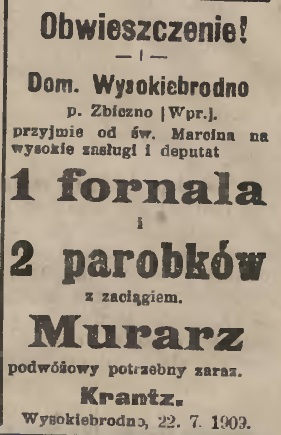 Obwieszczenie!
— | —
Dom. Wysokiebrodno
p. Zbiczno [Wpr.].
przyjmie od św. Marcina na
wysokie zasługi i deputat
1 fornala
i
2 parobków
z zaciągiem.
Murarz
podwóżowy potrzebny zaraz.
Krantz.
Wysokiebrodno, 22. 7. 1909.